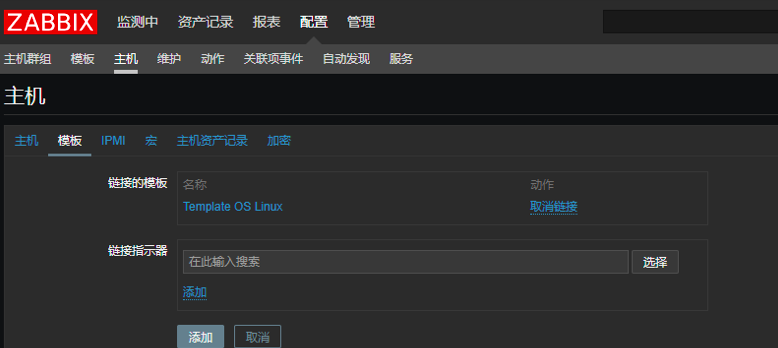 ZABBIX 监测中 资产记录 报表 配置 管理
主机群组 模板 主机 维护 动作 关联项事件 自动发现 服务
主机
主机 模板 IPMI 宏 主机资产记录 加密
链接的模板 名称 动作
Template OS Linux 取消链接
链接指示器
在此输入搜索 选择
添加
添加 取消